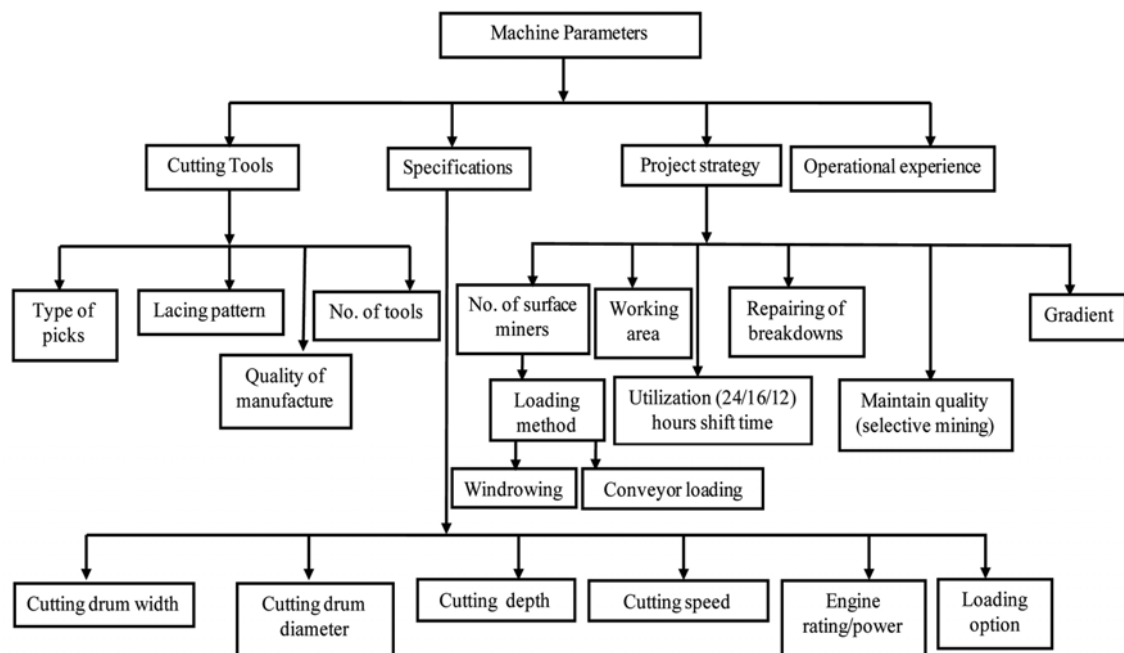 Machine Parameters
Cutting Tools
Specifications
Project strategy
Operational experience
Type of
picks
Lacing pattern
No. of tools
Quality of
manufacture
No. of surface
miners
Working
area
Repairing of
breakdowns
Gradient
Loading
method
Utilization (24/16/12)
hours shift time
Maintain quality
(selective mining)
Windrowing
Conveyor loading
Cutting drum width
Cutting drum
diameter
Cutting depth
Cutting speed
Engine
rating/power
Loading
option